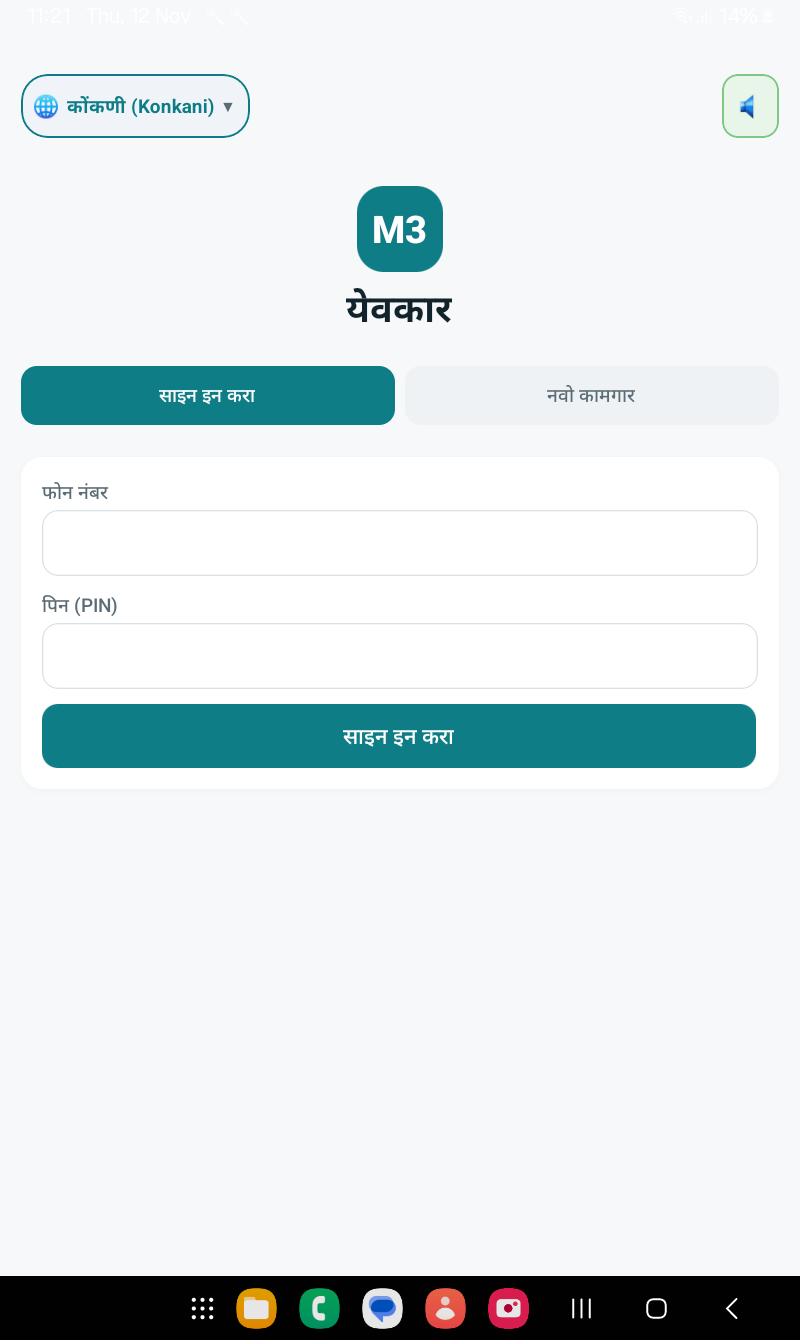 11:21 Thu, 12 Nov 14%
कोंकणी (Konkani) ▼
M3
येवकार
साइन इन करा
नवो कामगार
फोन नंबर
पिन (PIN)
साइन इन करा